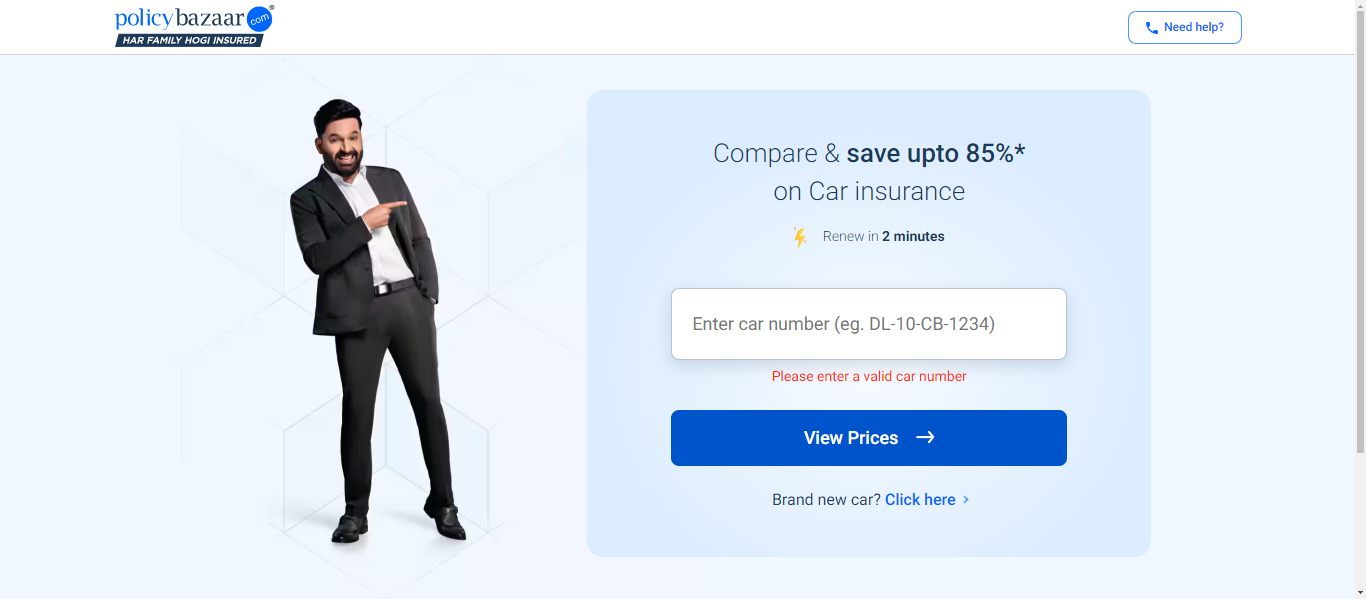 policybazaar.com®
HAR FAMILY HOGI INSURED
Need help?
Compare & save upto 85%*
on Car insurance
Renew in 2 minutes
Enter car number (eg. DL-10-CB-1234)
Please enter a valid car number
View Prices →
Brand new car? Click here ›